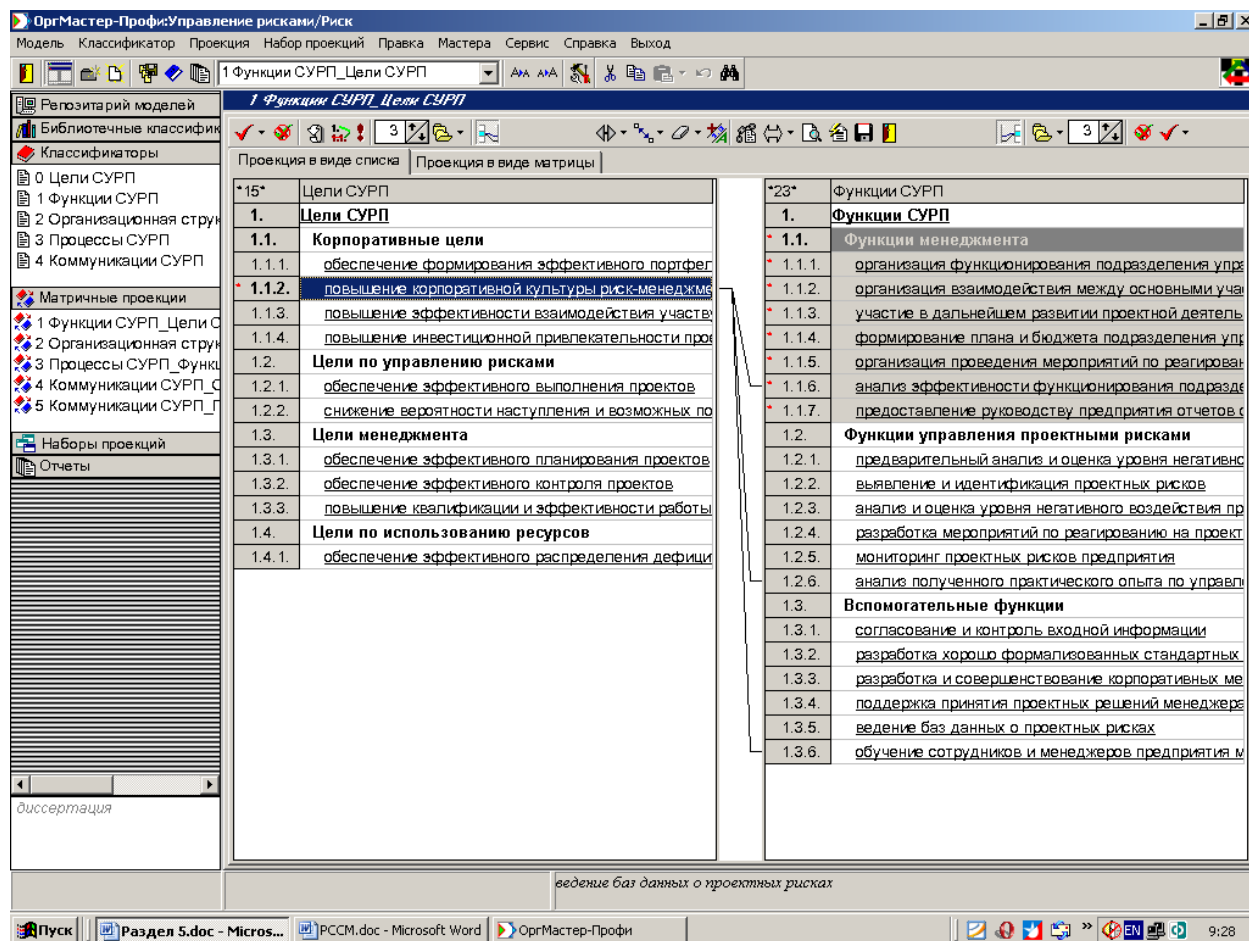 ОргМастер-Профи:Управление рисками/Риск
Модель Классификатор Проекция Набор проекций Правка Мастера Сервис Справка Выход
1 Функции СУРП_Цели СУРП
Репозитарий моделей
Библиотечные классифик
Классификаторы
0 Цели СУРП
1 Функции СУРП
2 Организационная струк
3 Процессы СУРП
4 Коммуникации СУРП
Матричные проекции
1 Функции СУРП_Цели С
2 Организационная струк
3 Процессы СУРП_Функц
4 Коммуникации СУРП_О
5 Коммуникации СУРП_П
Наборы проекций
Отчеты
диссертация
1 Функции СУРП_Цели СУРП
3
3
Проекция в виде списка Проекция в виде матрицы
*15* Цели СУРП
1. Цели СУРП
1.1. Корпоративные цели
1.1.1. обеспечение формирования эффективного портфел
* 1.1.2. повышение корпоративной культуры риск-менеджме
1.1.3. повышение эффективности взаимодействия участву
1.1.4. повышение инвестиционной привлекательности прое
1.2. Цели по управлению рисками
1.2.1. обеспечение эффективного выполнения проектов
1.2.2. снижение вероятности наступления и возможных по
1.3. Цели менеджмента
1.3.1. обеспечение эффективного планирования проектов
1.3.2. обеспечение эффективного контроля проектов
1.3.3. повышение квалификации и эффективности работы
1.4. Цели по использованию ресурсов
1.4.1. обеспечение эффективного распределения дефици
*23* Функции СУРП
1. Функции СУРП
* 1.1. Функции менеджмента
* 1.1.1. организация функционирования подразделения упра
* 1.1.2. организация взаимодействия между основными учас
* 1.1.3. участие в дальнейшем развитии проектной деятель
* 1.1.4. формирование плана и бюджета подразделения упр
* 1.1.5. организация проведения мероприятий по реагирован
* 1.1.6. анализ эффективности функционирования подразде
* 1.1.7. предоставление руководству предприятия отчетов о
1.2. Функции управления проектными рисками
1.2.1. предварительный анализ и оценка уровня негативно
1.2.2. выявление и идентификация проектных рисков
1.2.3. анализ и оценка уровня негативного воздействия пр
1.2.4. разработка мероприятий по реагированию на проект
1.2.5. мониторинг проектных рисков предприятия
1.2.6. анализ полученного практического опыта по управл
1.3. Вспомогательные функции
1.3.1. согласование и контроль входной информации
1.3.2. разработка хорошо формализованных стандартных
1.3.3. разработка и совершенствование корпоративных ме
1.3.4. поддержка принятия проектных решений менеджера
1.3.5. ведение баз данных о проектных рисках
1.3.6. обучение сотрудников и менеджеров предприятия м
ведение баз данных о проектных рисках
Пуск Раздел 5.doc - Micros... PCCM.doc - Microsoft Word ОргМастер-Профи » EN 9:28